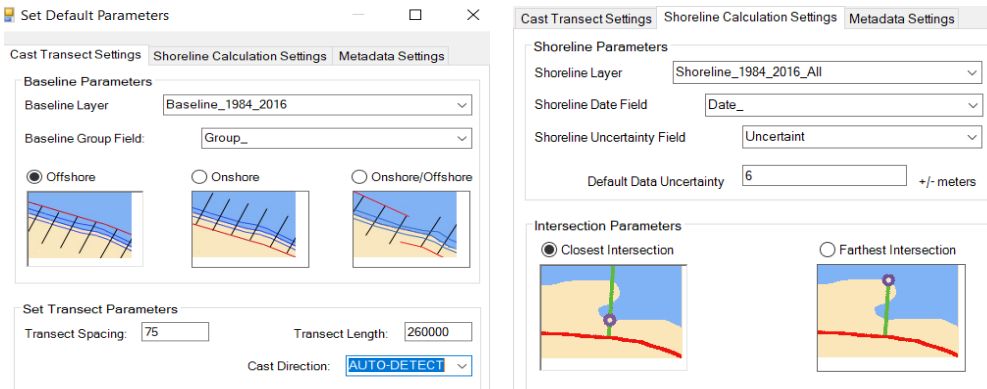 Set Default Parameters
Cast Transect Settings Shoreline Calculation Settings Metadata Settings
Baseline Parameters
Baseline Layer Baseline_1984_2016
Baseline Group Field: Group_
Offshore Onshore Onshore/Offshore
Set Transect Parameters
Transect Spacing: 75 Transect Length: 260000
Cast Direction: AUTO-DETECT
Cast Transect Settings Shoreline Calculation Settings Metadata Settings
Shoreline Parameters
Shoreline Layer Shoreline_1984_2016_All
Shoreline Date Field Date_
Shoreline Uncertainty Field Uncertaint
Default Data Uncertainty 6 +/- meters
Intersection Parameters
Closest Intersection Farthest Intersection